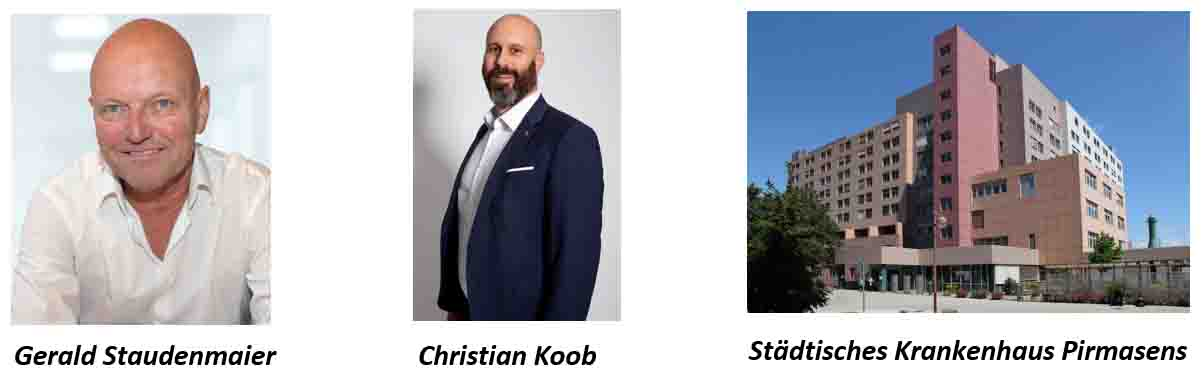 Gerald Staudenmaier
Christian Koob
Städtisches Krankenhaus Pirmasens